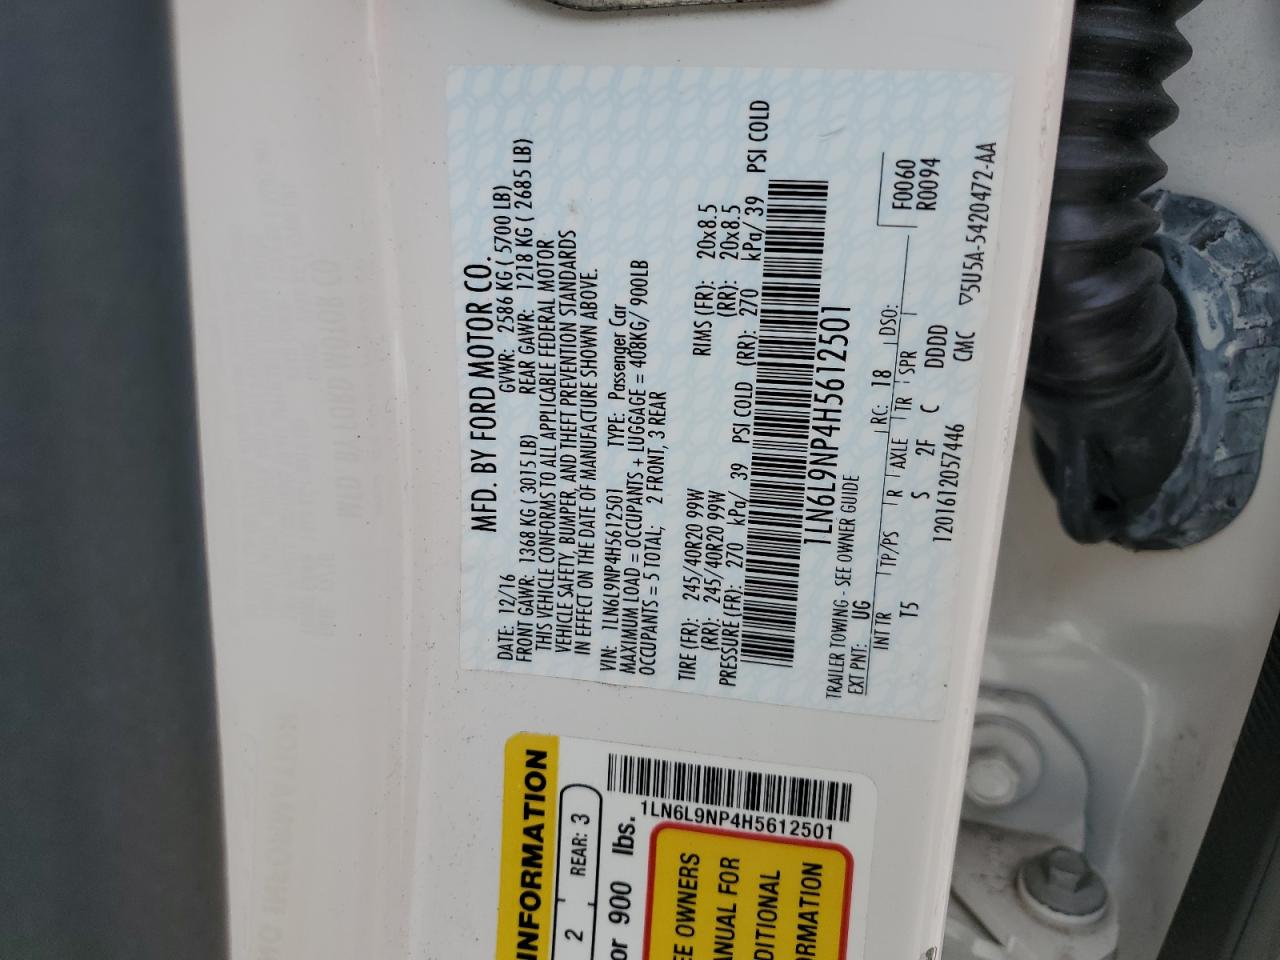 MFD. BY FORD MOTOR CO.
DATE: 12/16 GVWR: 2586 KG ( 5700 LB)
FRONT GAWR: 1368 KG ( 3015 LB) REAR GAWR: 1218 KG ( 2685 LB)
THIS VEHICLE CONFORMS TO ALL APPLICABLE FEDERAL MOTOR
VEHICLE SAFETY, BUMPER, AND THEFT PREVENTION STANDARDS
IN EFFECT ON THE DATE OF MANUFACTURE SHOWN ABOVE.
VIN: 1LN6L9NP4H5612501 TYPE: Passenger Car
MAXIMUM LOAD = OCCUPANTS + LUGGAGE = 408KG/ 900LB
OCCUPANTS = 5 TOTAL; 2 FRONT, 3 REAR
TIRE (FR): 245/40R20 99W RIMS (FR): 20x8.5
(RR): 245/40R20 99W (RR): 20x8.5
PRESSURE (FR): 270 kPa/ 39 PSI COLD (RR): 270 kPa/ 39 PSI COLD
1LN6L9NP4H5612501
TRAILER TOWING - SEE OWNER GUIDE
EXT PNT: UG RC: 18 DSO:
INT TR TP/PS R AXLE TR SPR F0060
T5 S 2F C DDDD R0094
1201612057446 CMC ▽5U5A-5420472-AA
INFORMATION
2 REAR: 3
or 900 lbs.
1LN6L9NP4H5612501
EE OWNERS
ANUAL FOR
DDITIONAL
ORMATION